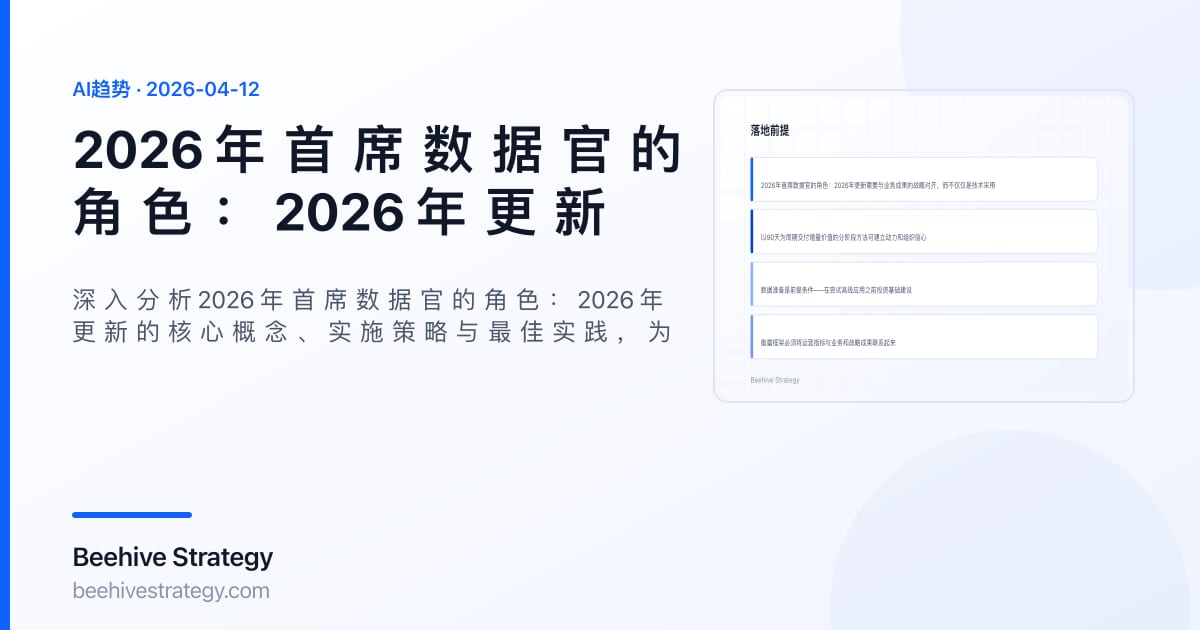 AI趋势 · 2026-04-12
2026年首席数据官的
角色：2026年更新
深入分析2026年首席数据官的角色：2026年
更新的核心概念、实施策略与最佳实践，为
落地前提
2026年首席数据官的角色：2026年更新需要与业务成果的战略对齐，而不仅仅是技术采用
以90天为周期交付增量价值的分阶段方法可建立动力和组织信心
数据准备是前提条件——在尝试高级应用之前投资基础建设
衡量框架必须将运营指标与业务和战略成果联系起来
Beehive Strategy
Beehive Strategy
beehivestrategy.com